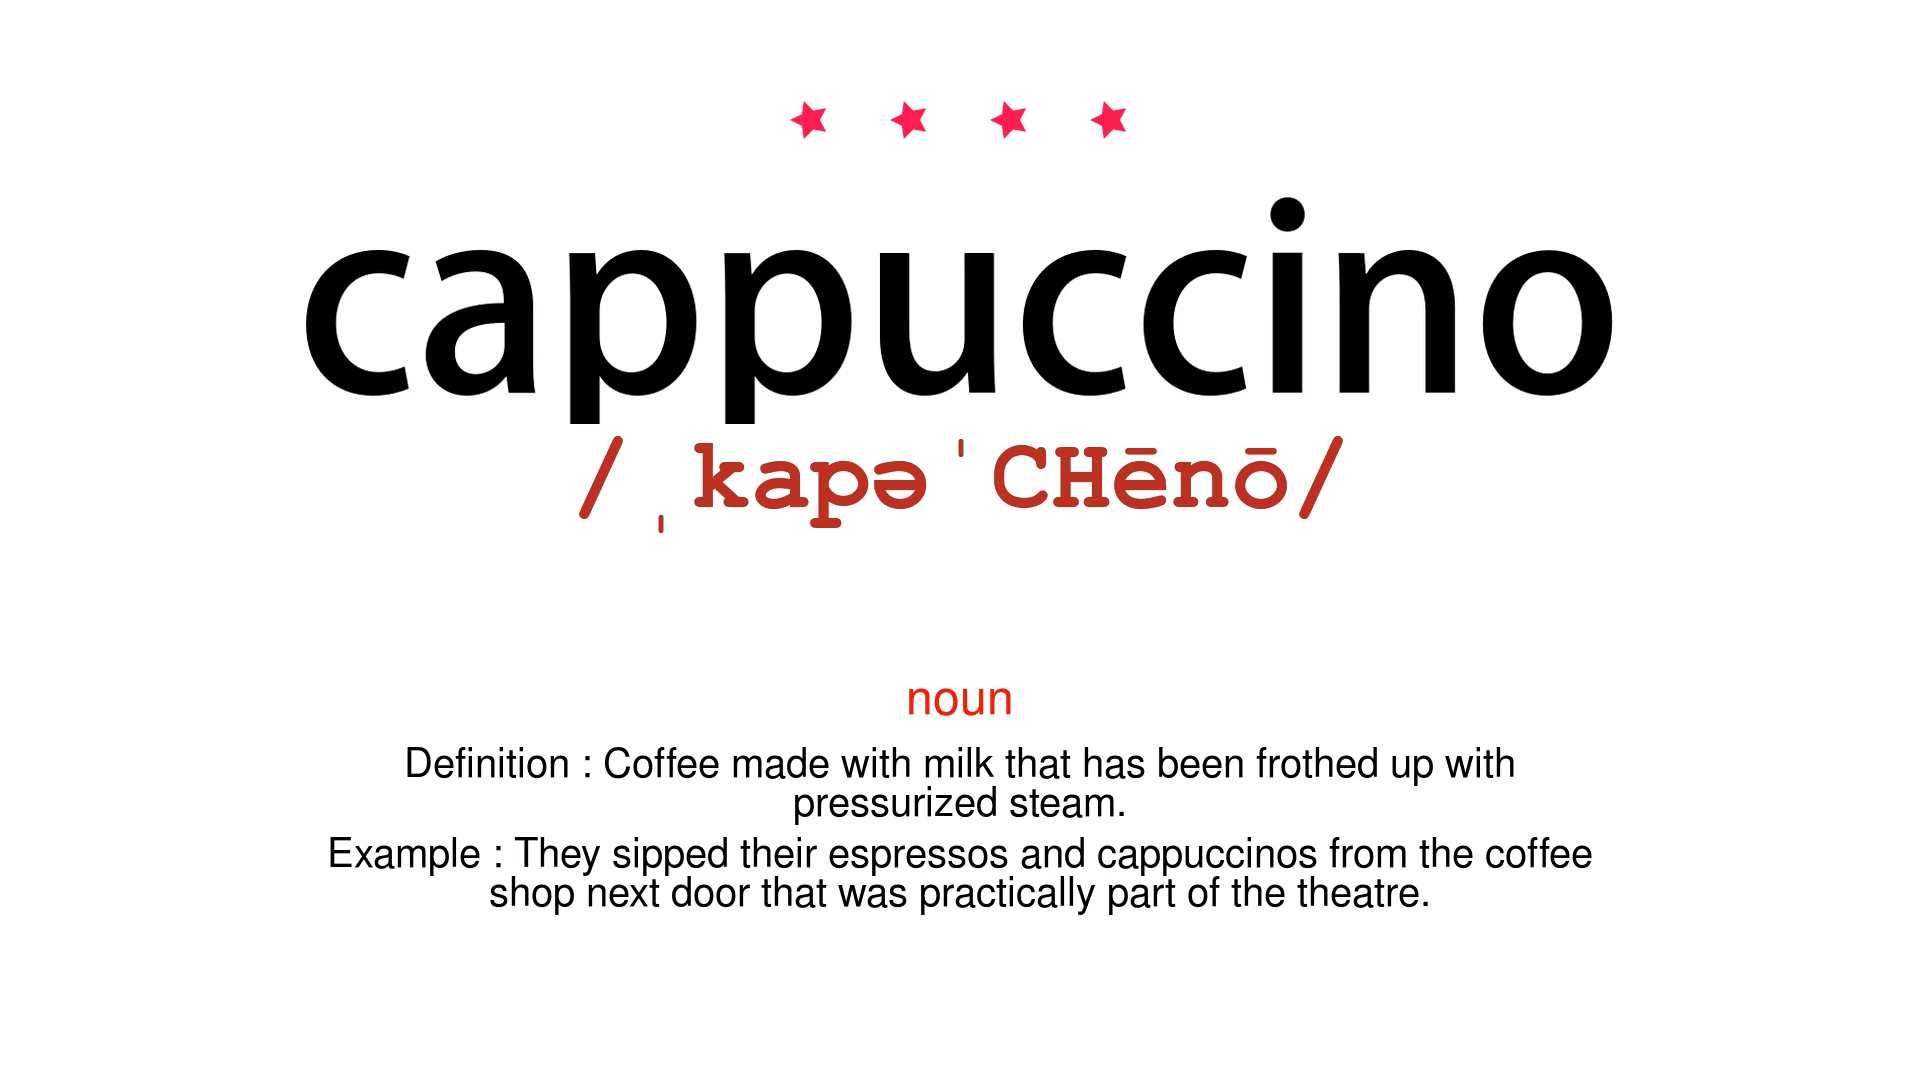 cappuccino
/ˌkapəˈCHēnō/
noun
Definition : Coffee made with milk that has been frothed up with
pressurized steam.
Example : They sipped their espressos and cappuccinos from the coffee
shop next door that was practically part of the theatre.